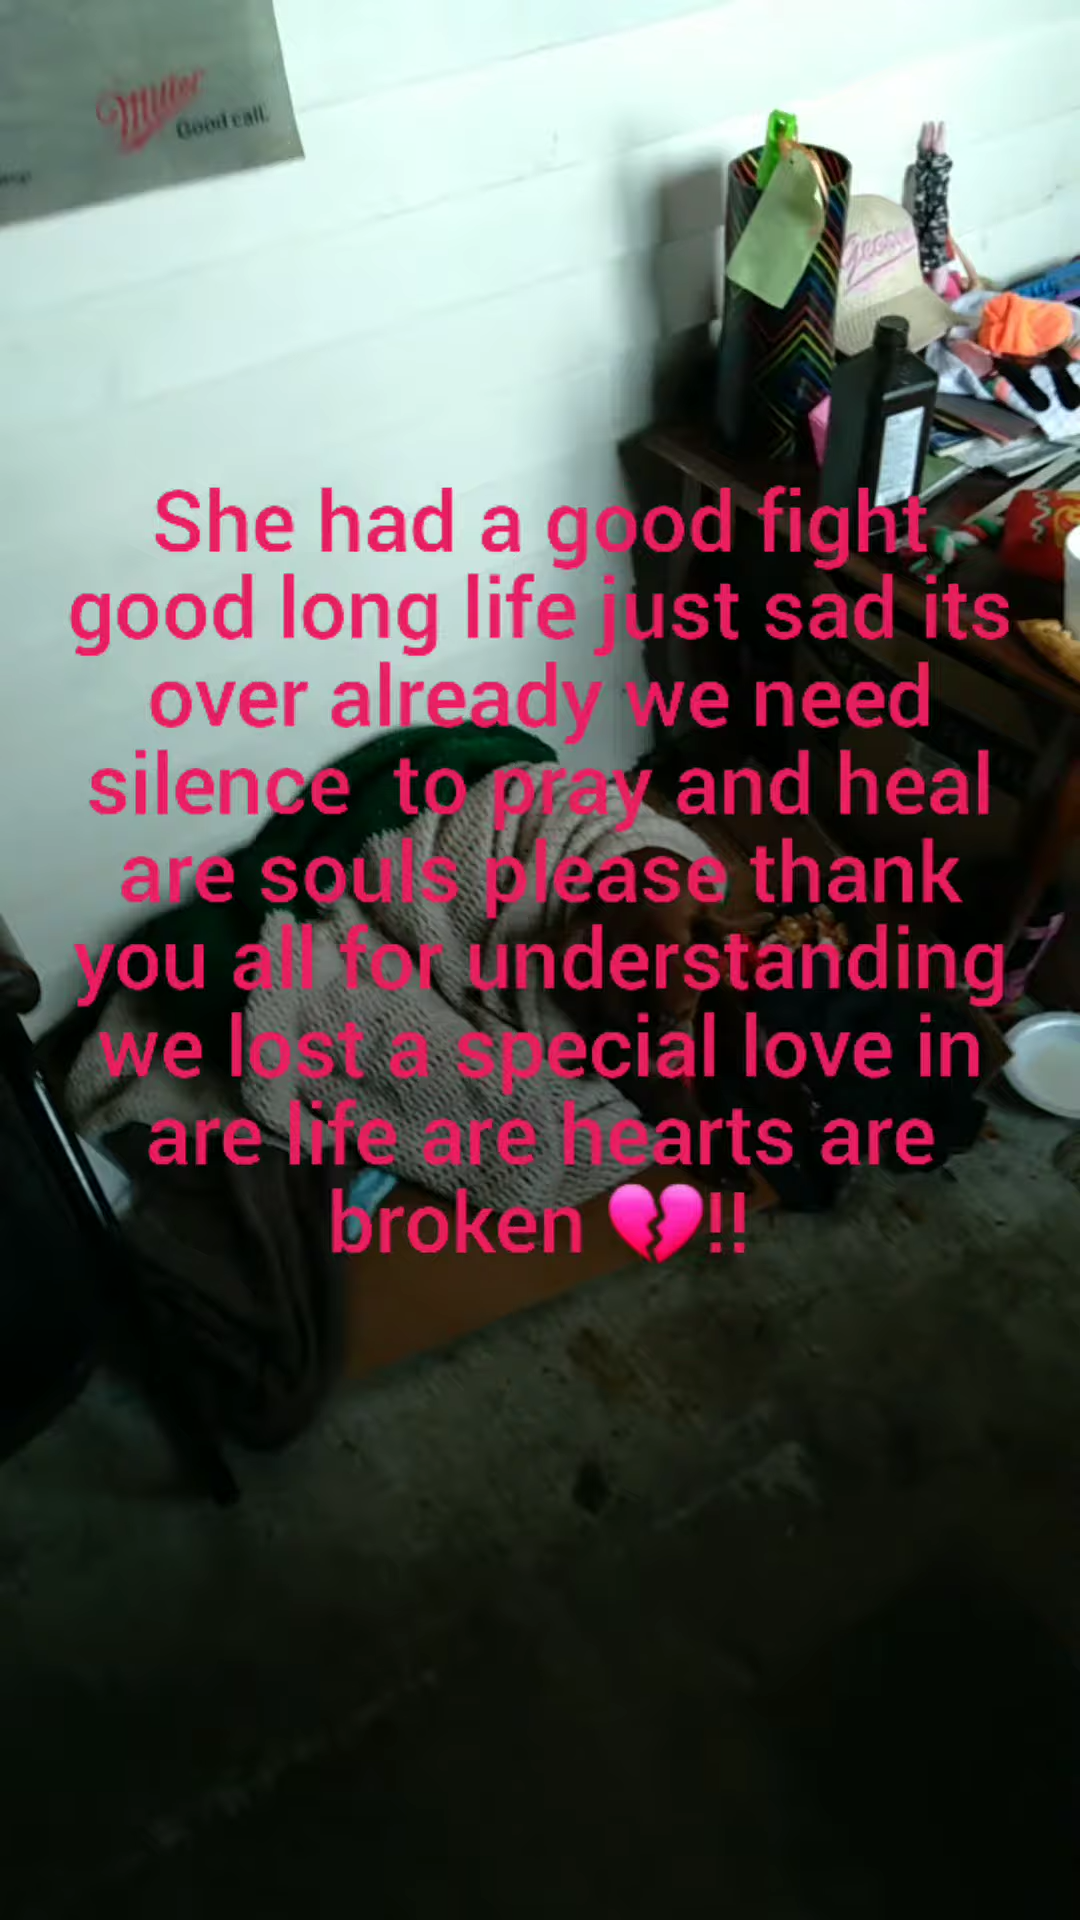 Miller
Good call.
Groovy
She had a good fight
good long life just sad its
over already we need
silence  to pray and heal
are souls please thank
you all for understanding
we lost a special love in
are life are hearts are
broken 💔!!